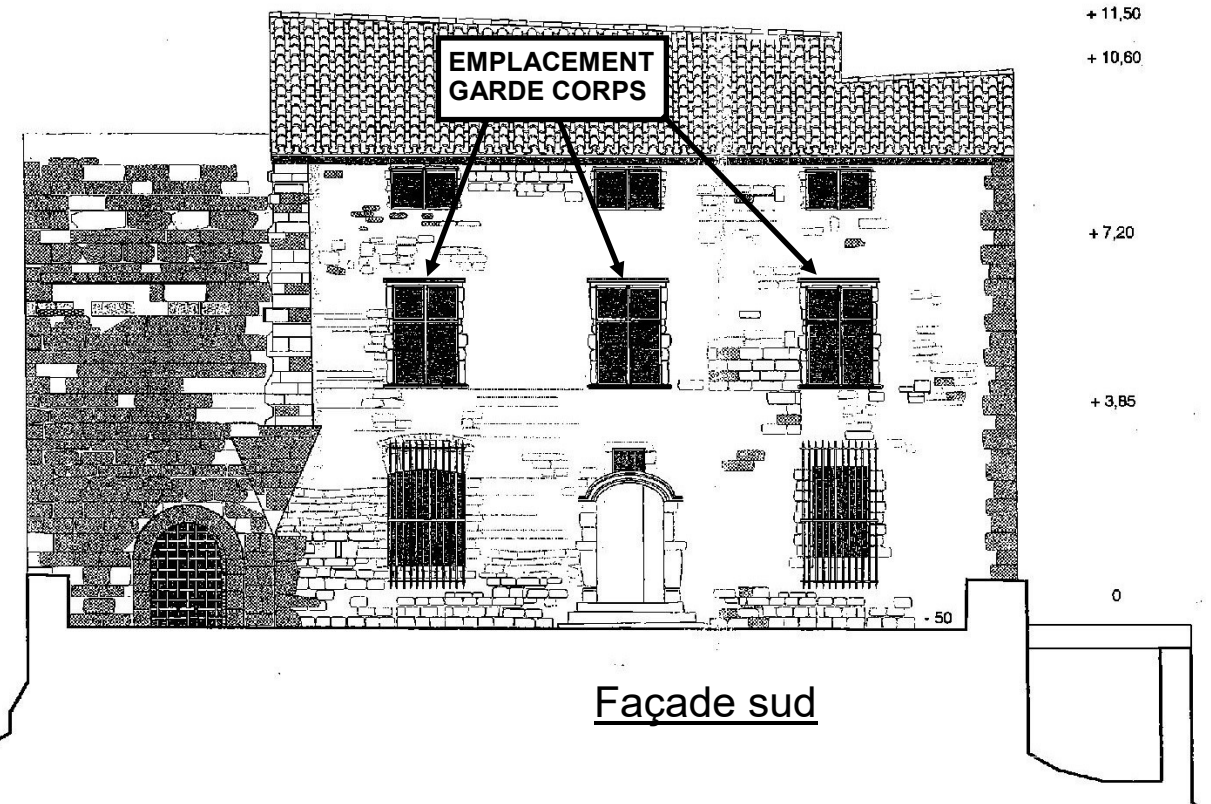 + 11,50
EMPLACEMENT
GARDE CORPS
+ 10,60
+ 7,20
+ 3,85
0
- 50
Façade sud